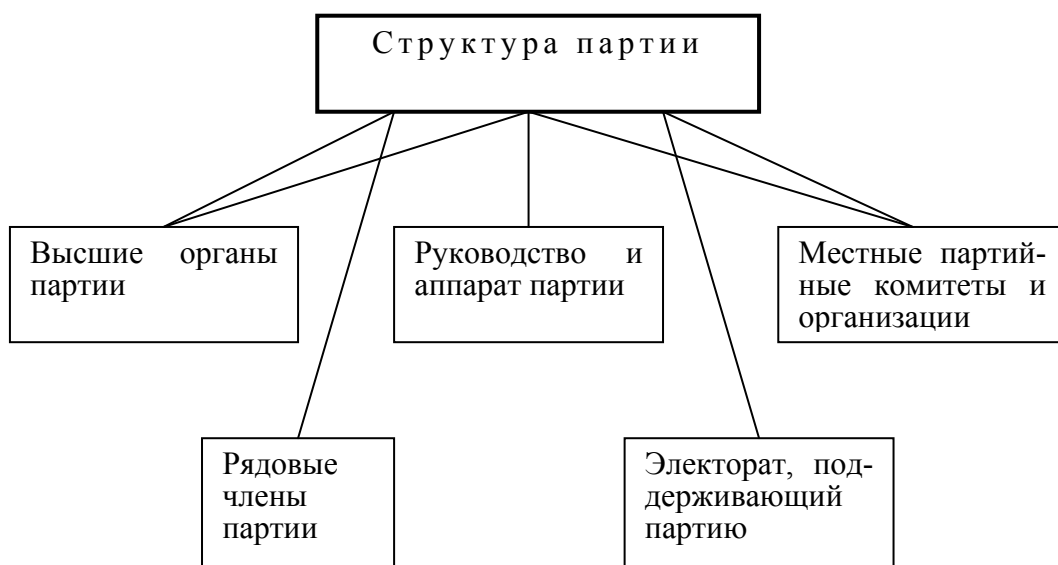 Структура партии
Высшие органы
партии
Руководство и
аппарат партии
Местные партий-
ные комитеты и
организации
Рядовые
члены
партии
Электорат, под-
держивающий
партию